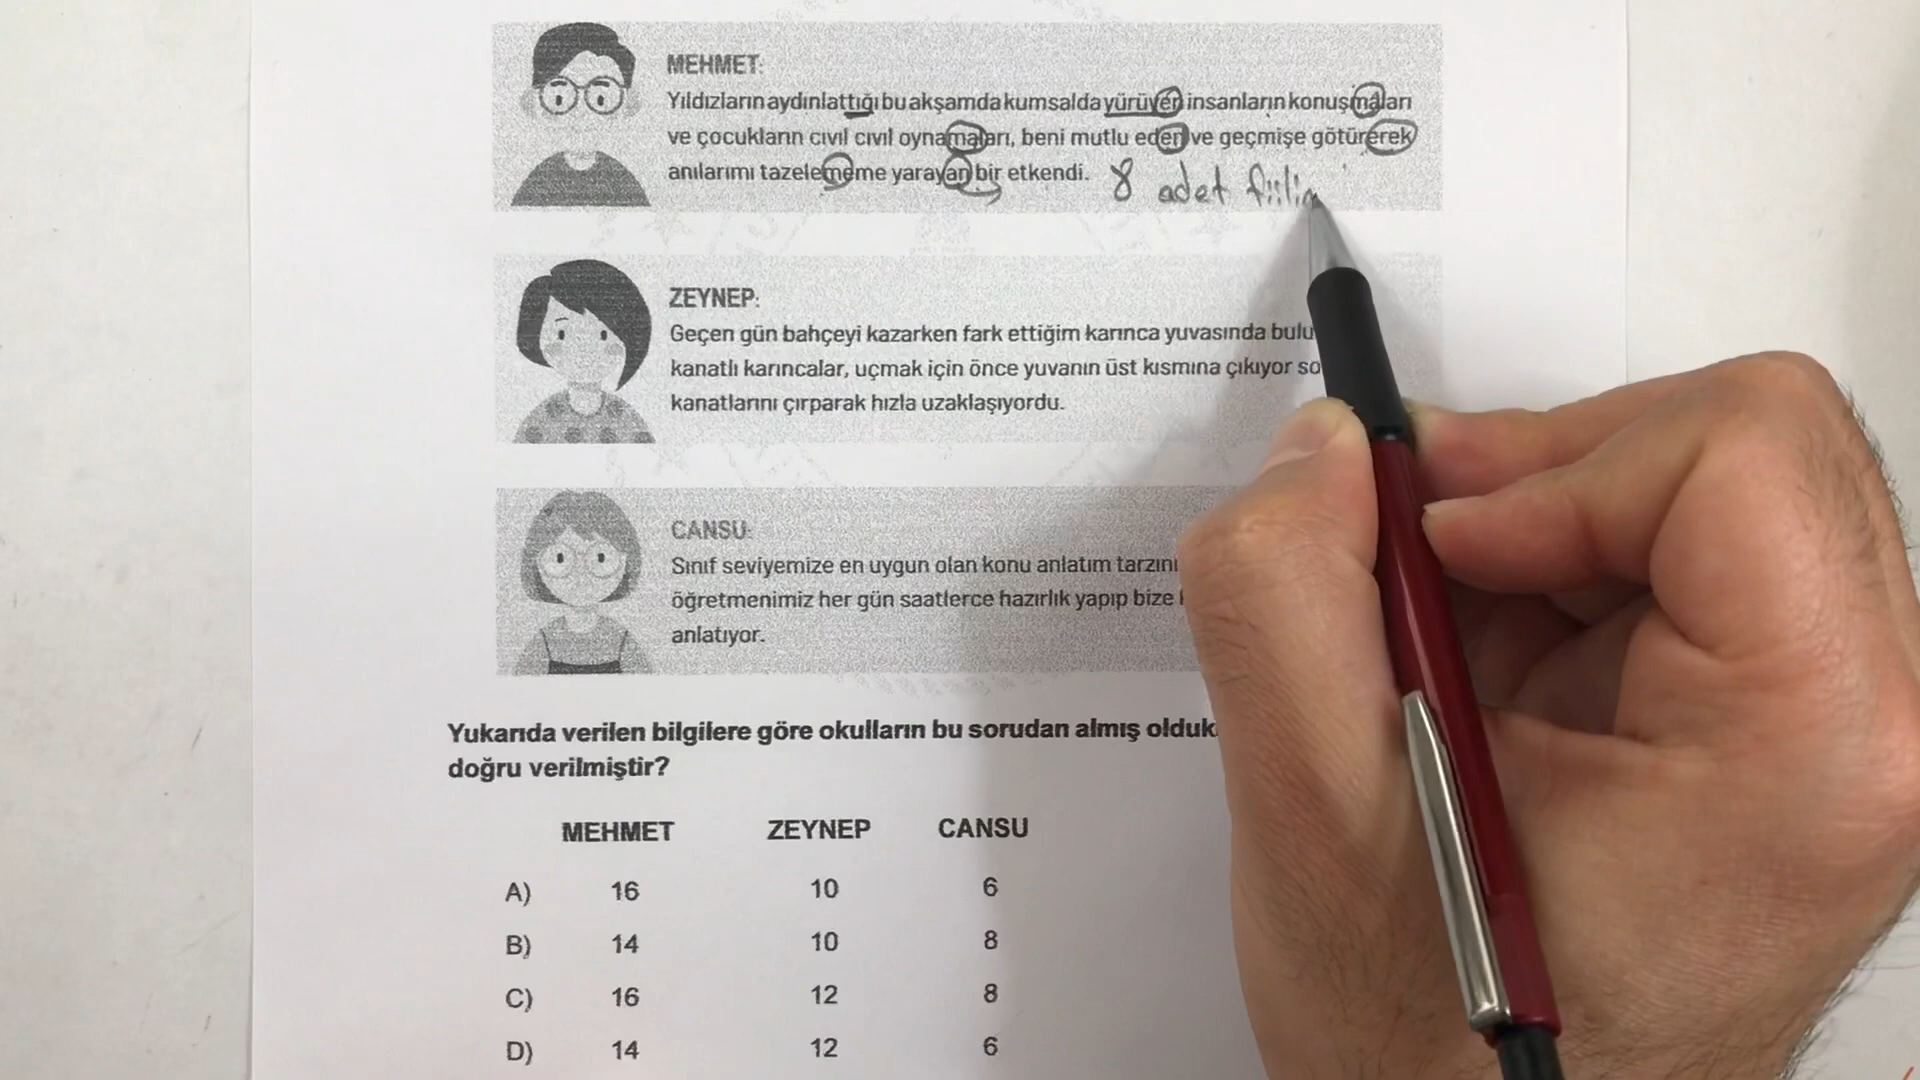 MEHMET:
Yıldızların aydınlattığı bu akşamda kumsalda yürüyen insanların konuşmaları
ve çocukların cıvıl cıvıl oynamaları, beni mutlu eden ve geçmişe götürerek
anılarımı tazelememe yarayan bir etkendi. 8 adet fiilim
ZEYNEP:
Geçen gün bahçeyi kazarken fark ettiğim karınca yuvasında bulu
kanatlı karıncalar, uçmak için önce yuvanın üst kısmına çıkıyor so
kanatlarını çırparak hızla uzaklaşıyordu.
CANSU:
Sınıf seviyemize en uygun olan konu anlatım tarzını
öğretmenimiz her gün saatlerce hazırlık yapıp bize
anlatıyor.
Yukarıda verilen bilgilere göre okulların bu sorudan almış olduk
doğru verilmiştir?
MEHMET ZEYNEP CANSU
A) 16 10 6
B) 14 10 8
C) 16 12 8
D) 14 12 6